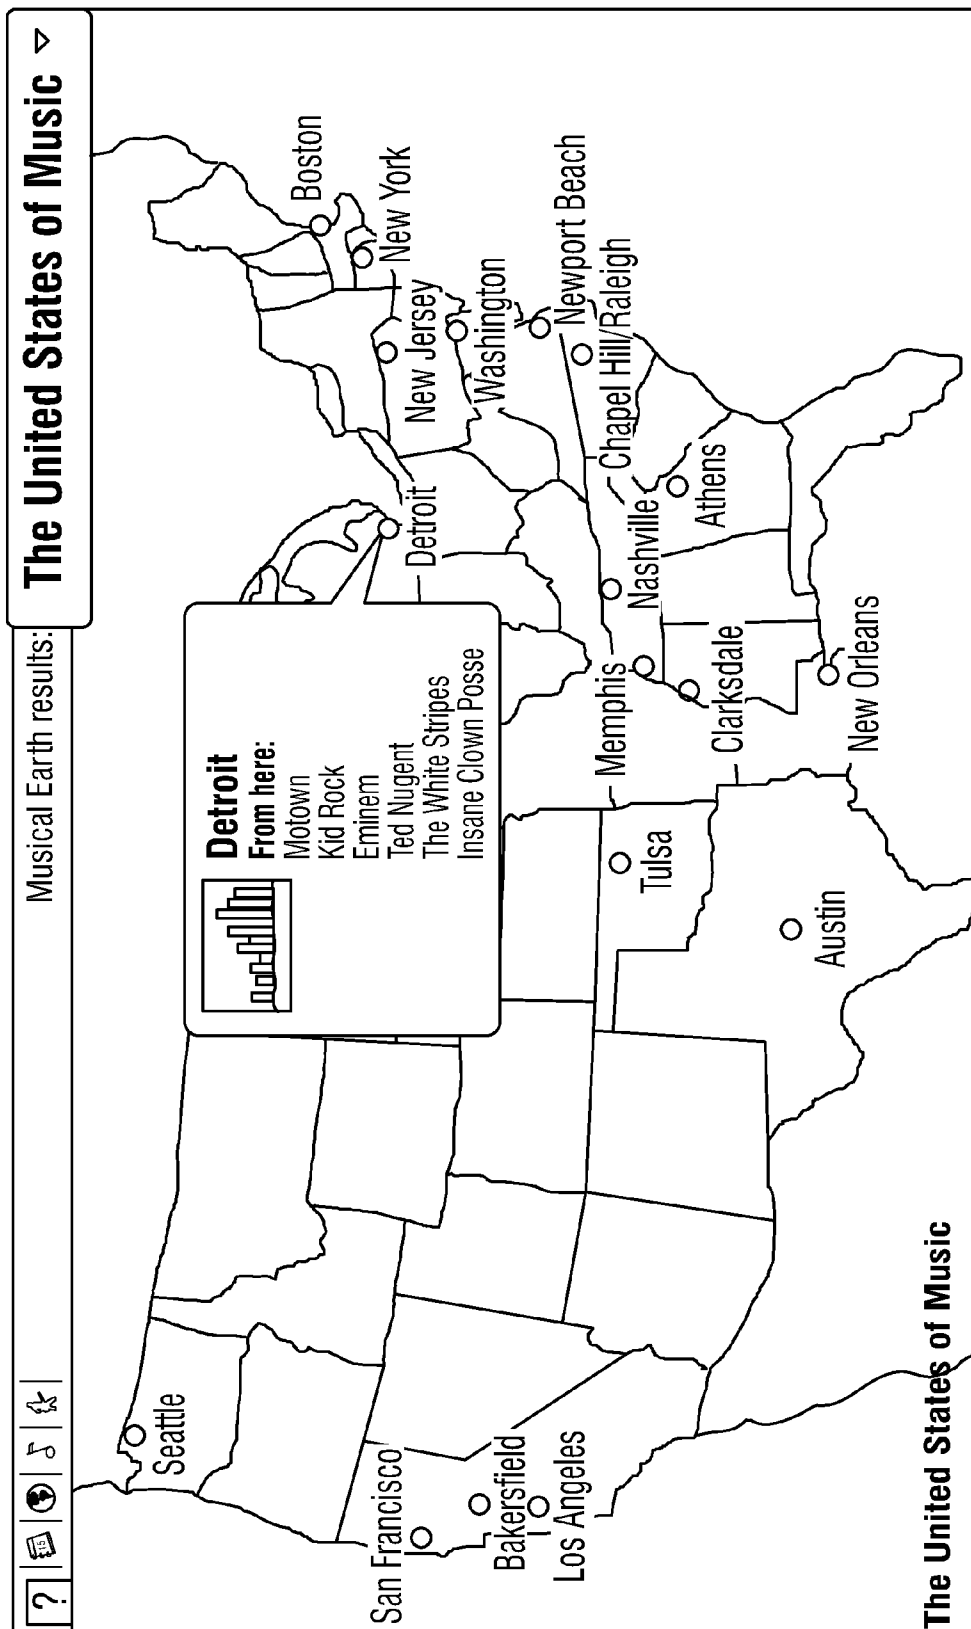 ?
15
Musical Earth results:
The United States of Music
Seattle
San Francisco
Bakersfield
Los Angeles
Detroit
From here:
Motown
Kid Rock
Eminem
Ted Nugent
The White Stripes
Insane Clown Posse
Detroit
Boston
New York
New Jersey
Washington
Newport Beach
Chapel Hill/Raleigh
Nashville
Athens
Memphis
Clarksdale
New Orleans
Tulsa
Austin
The United States of Music